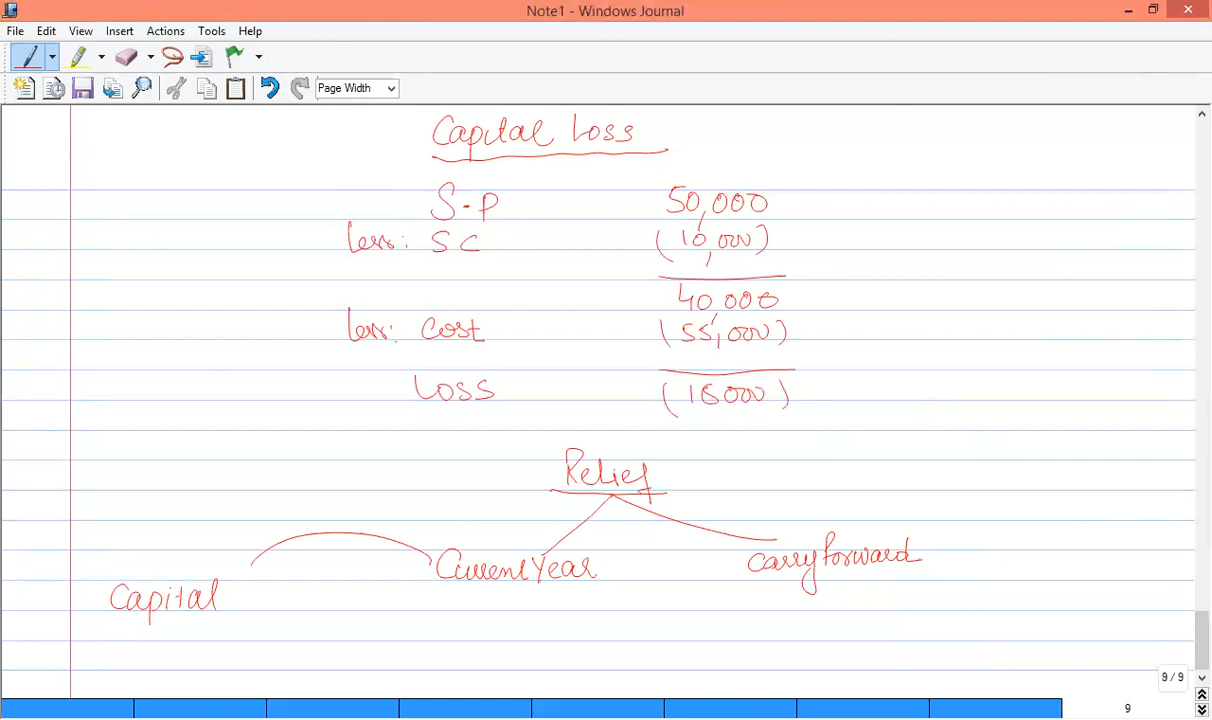 Note1 - Windows Journal
File Edit View Insert Actions Tools Help
Page Width
Capital Loss
S.P 50,000
less: SC (10,000)
40,000
less: Cost (55,000)
Loss (15000)
Relief
Current Year carry forward
Capital
9 / 9
9